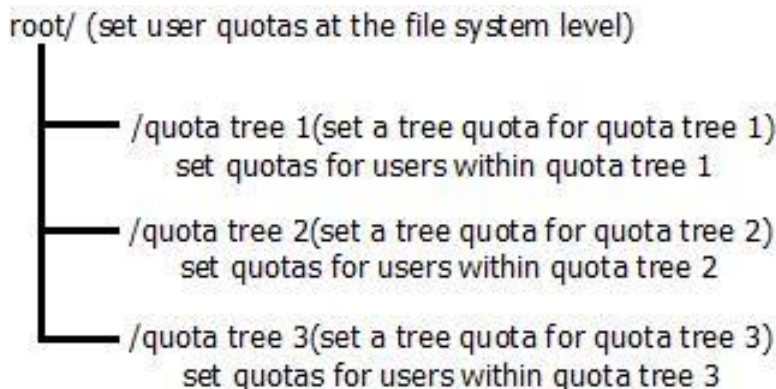 root/ (set user quotas at the file system level)
/quota tree 1(set a tree quota for quota tree 1)
set quotas for users within quota tree 1
/quota tree 2(set a tree quota for quota tree 2)
set quotas for users within quota tree 2
/quota tree 3(set a tree quota for quota tree 3)
set quotas for users within quota tree 3